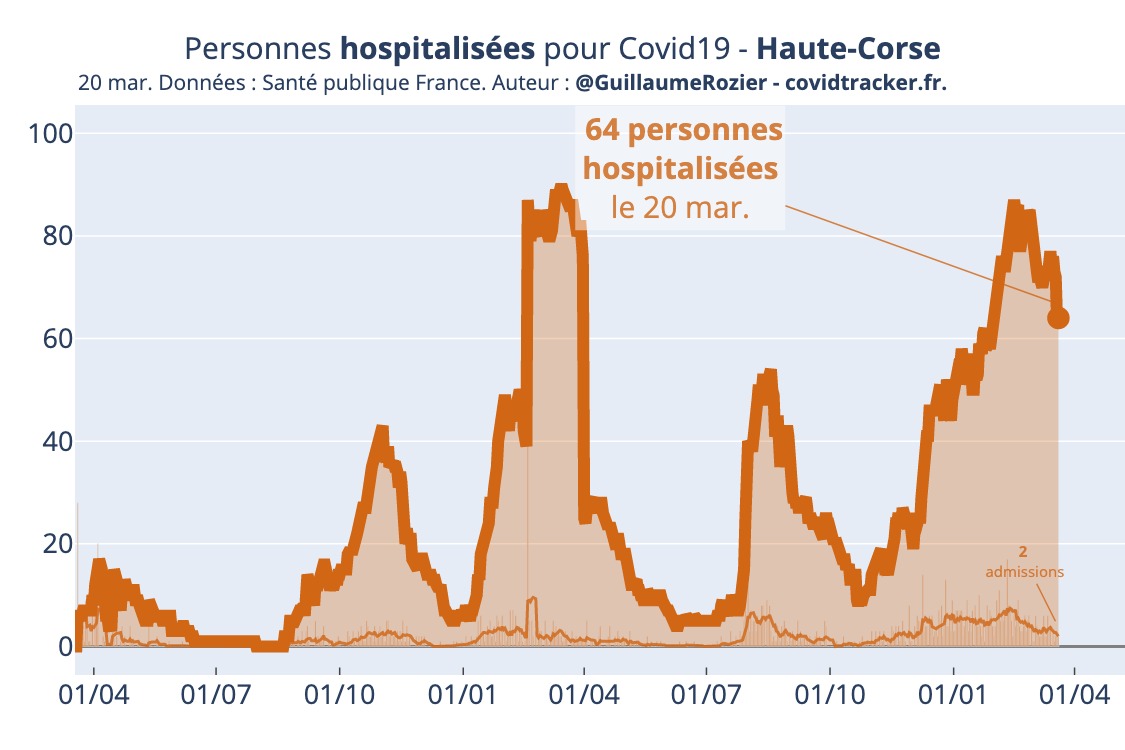 Personnes hospitalisées pour Covid19 - Haute-Corse
20 mar. Données : Santé publique France. Auteur : @GuillaumeRozier - covidtracker.fr.
64 personnes
hospitalisées
le 20 mar.
100
80
60
40
20
0
2
admissions
01/04
01/07
01/10
01/01
01/04
01/07
01/10
01/01
01/04